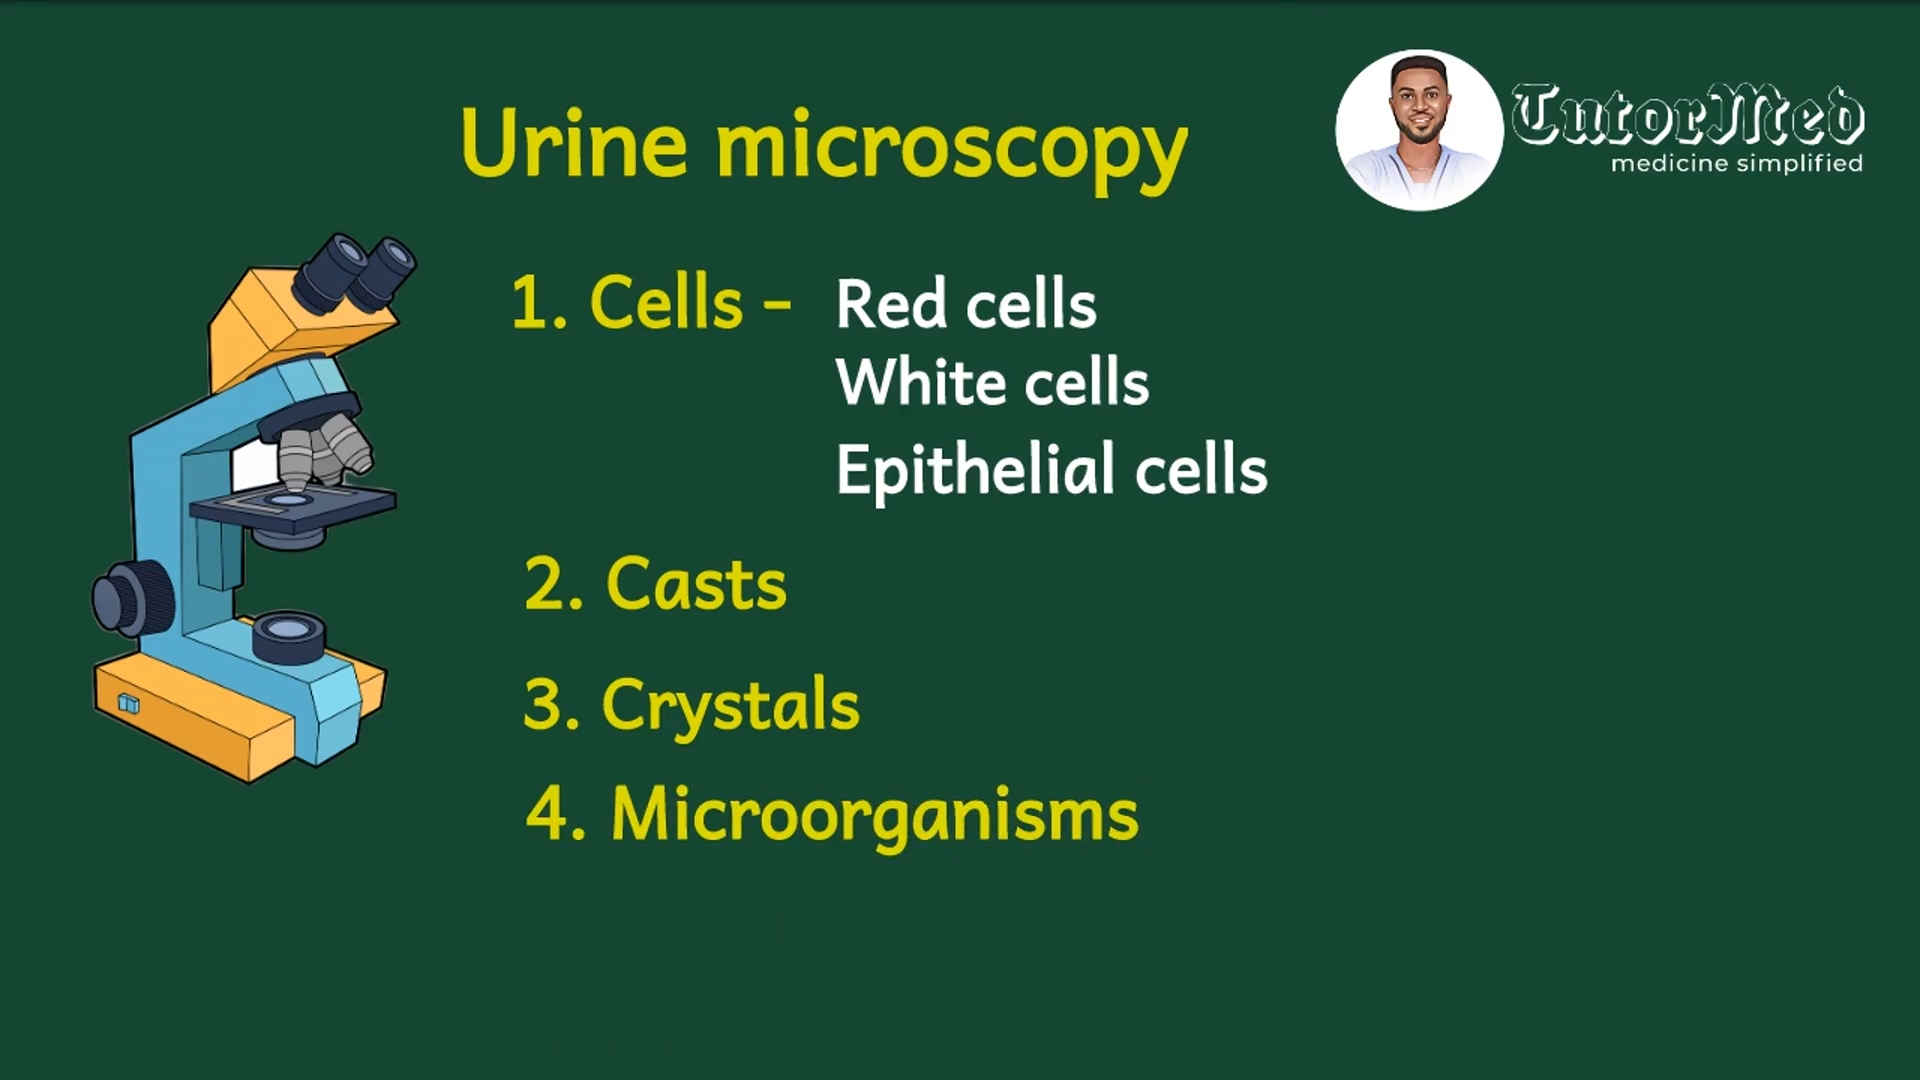 Urine microscopy
TutorMed
medicine simplified
1. Cells - Red cells
White cells
Epithelial cells
2. Casts
3. Crystals
4. Microorganisms